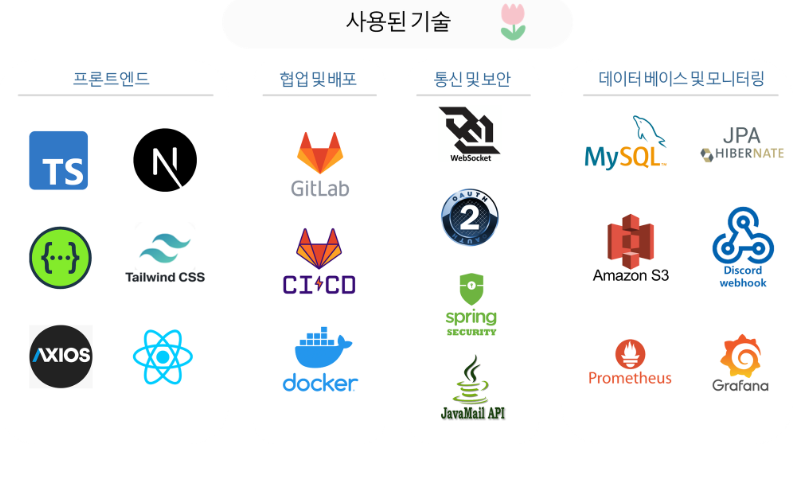 사용된 기술
프론트엔드
협업 및 배포
통신 및 보안
데이터 베이스 및 모니터링
TS
N
{···}
Tailwind CSS
AXIOS
GitLab
CI CD
docker
WebSocket
OAUTH
2
AUTH
spring
SECURITY
JavaMail API
MySQL
TM
JPA
HIBERNATE
Amazon S3
Discord
webhook
Prometheus
Grafana